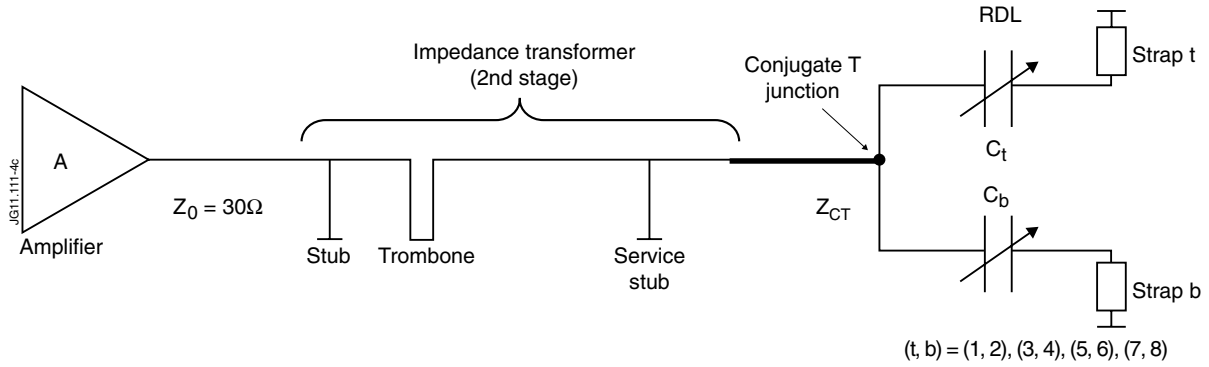 RDL
Strap t
Impedance transformer
(2nd stage)
Conjugate T
junction
A
JG11.111-4c
C_t
Z_0 = 30Ω
Z_CT
C_b
Amplifier
Stub
Trombone
Service
stub
Strap b
(t, b) = (1, 2), (3, 4), (5, 6), (7, 8)